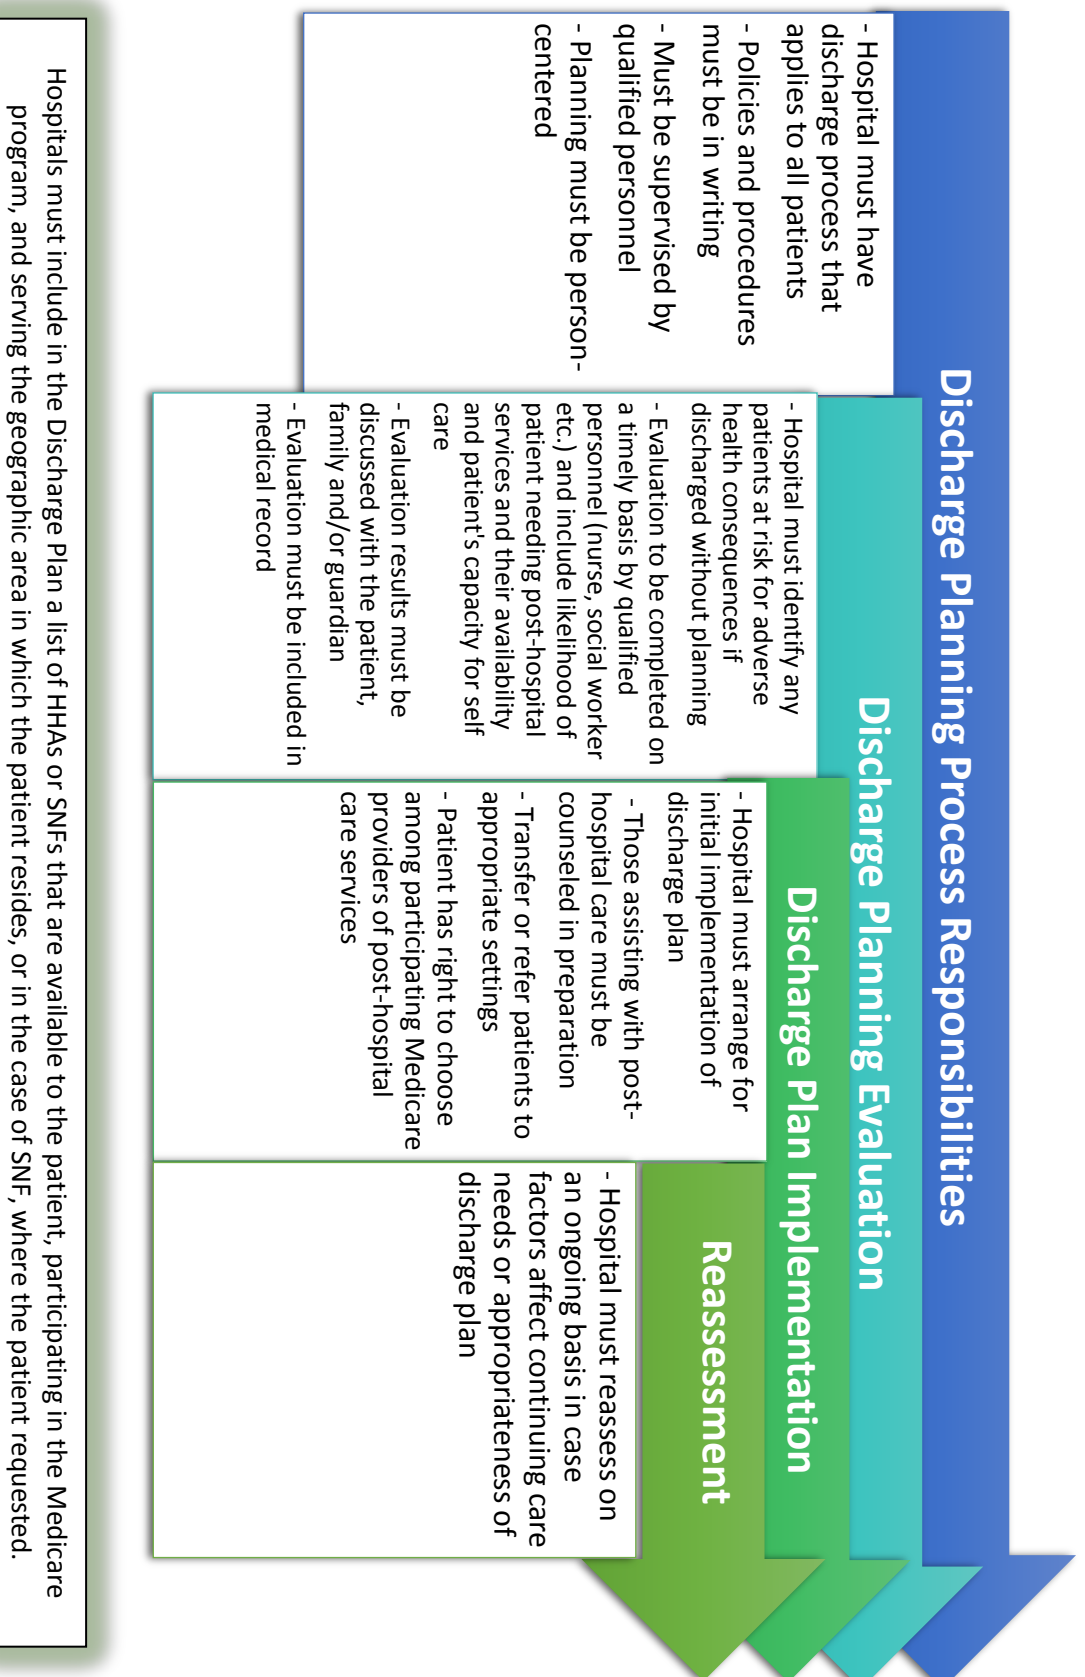 Discharge Planning Process Responsibilities
- Hospital must have
discharge process that
applies to all patients
- Policies and procedures
must be in writing
- Must be supervised by
qualified personnel
- Planning must be person-
centered
Discharge Planning Evaluation
- Hospital must identify any
patients at risk for adverse
health consequences if
discharged without planning
- Evaluation to be completed on
a timely basis by qualified
personnel (nurse, social worker
etc.) and include likelihood of
patient needing post-hospital
services and their availability
and patient's capacity for self
care
- Evaluation results must be
discussed with the patient,
family and/or guardian
- Evaluation must be included in
medical record
Discharge Plan Implementation
- Hospital must arrange for
initial implementation of
discharge plan
- Those assisting with post-
hospital care must be
counseled in preparation
- Transfer or refer patients to
appropriate settings
- Patient has right to choose
among participating Medicare
providers of post-hospital
care services
Reassessment
- Hospital must reassess on
an ongoing basis in case
factors affect continuing care
needs or appropriateness of
discharge plan
Hospitals must include in the Discharge Plan a list of HHAs or SNFs that are available to the patient, participating in the Medicare
program, and serving the geographic area in which the patient resides, or in the case of SNF, where the patient requested.